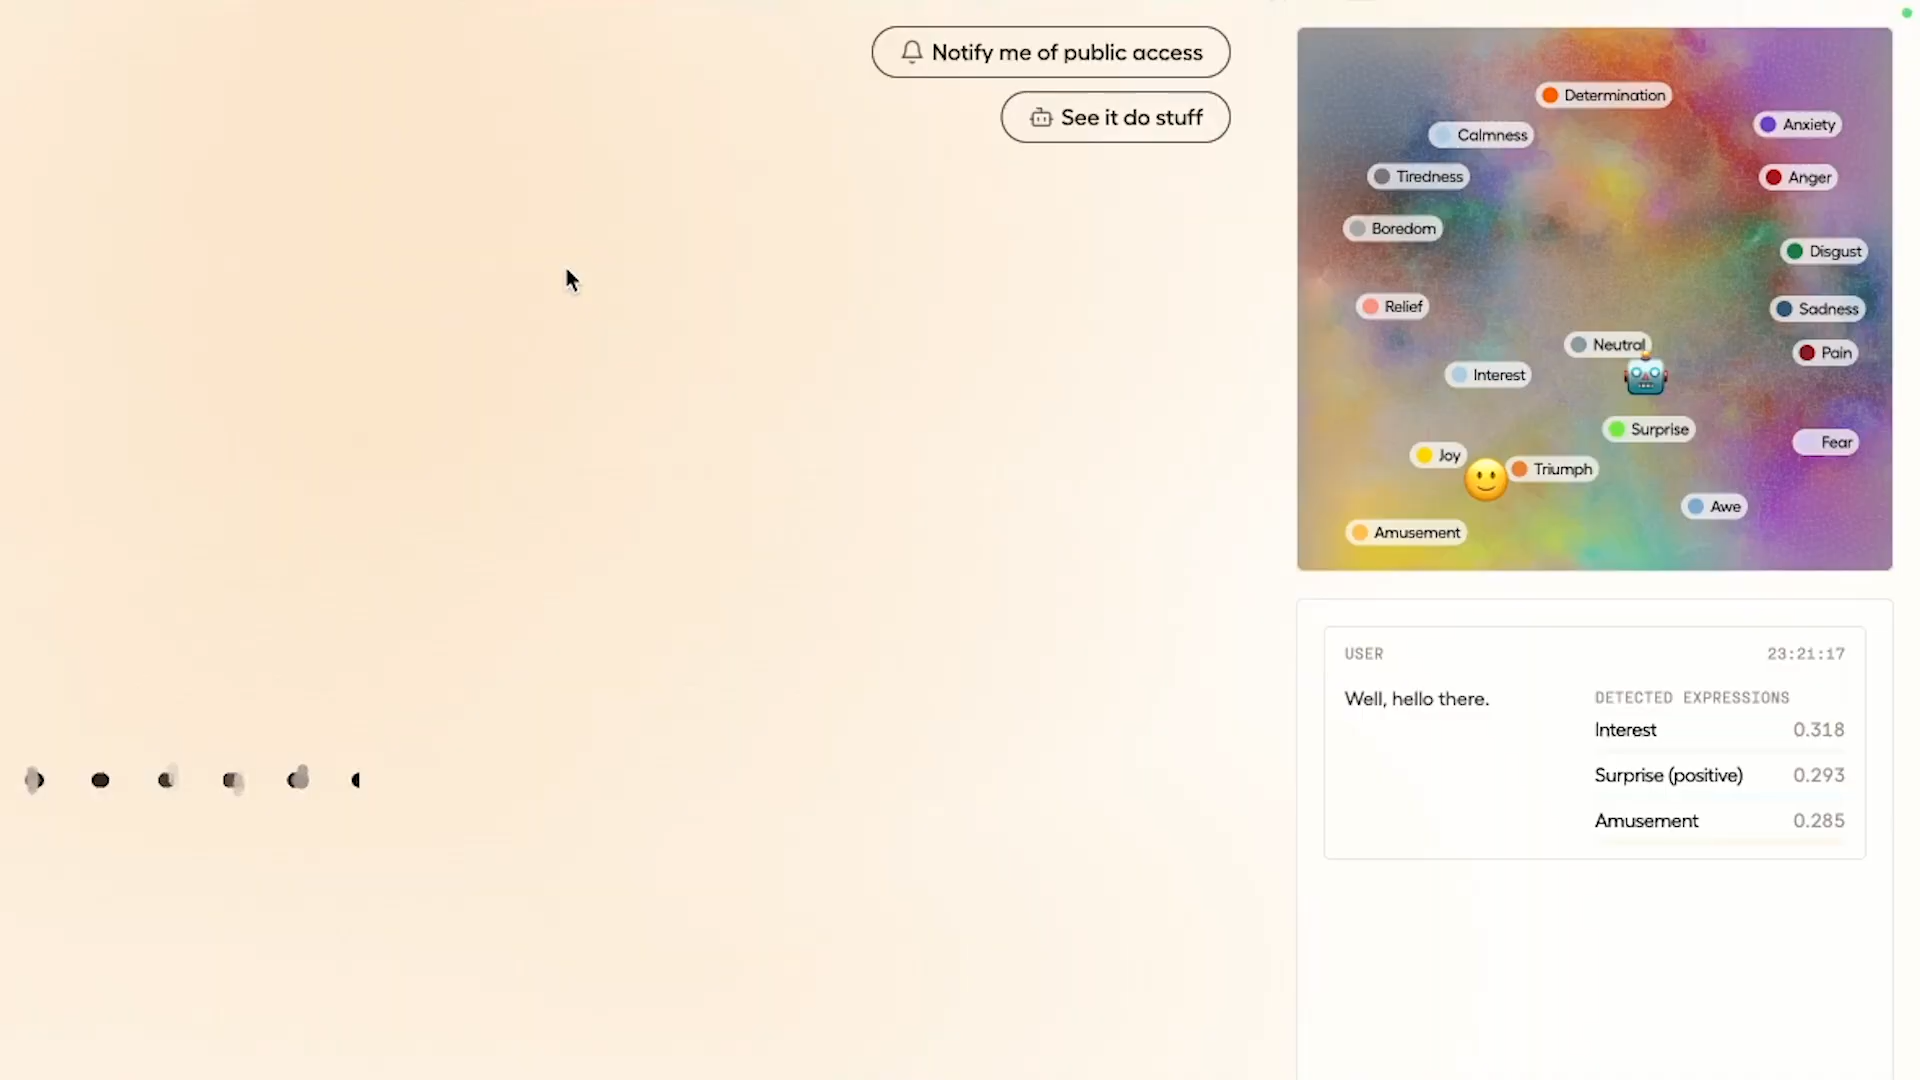 Notify me of public access
See it do stuff
Determination
Anxiety
Calmness
Tiredness
Anger
Boredom
Disgust
Relief
Sadness
Neutral
Pain
Interest
Surprise
Fear
Joy
Triumph
Awe
Amusement
USER 23:21:17
Well, hello there.
DETECTED EXPRESSIONS
Interest 0.318
Surprise (positive) 0.293
Amusement 0.285